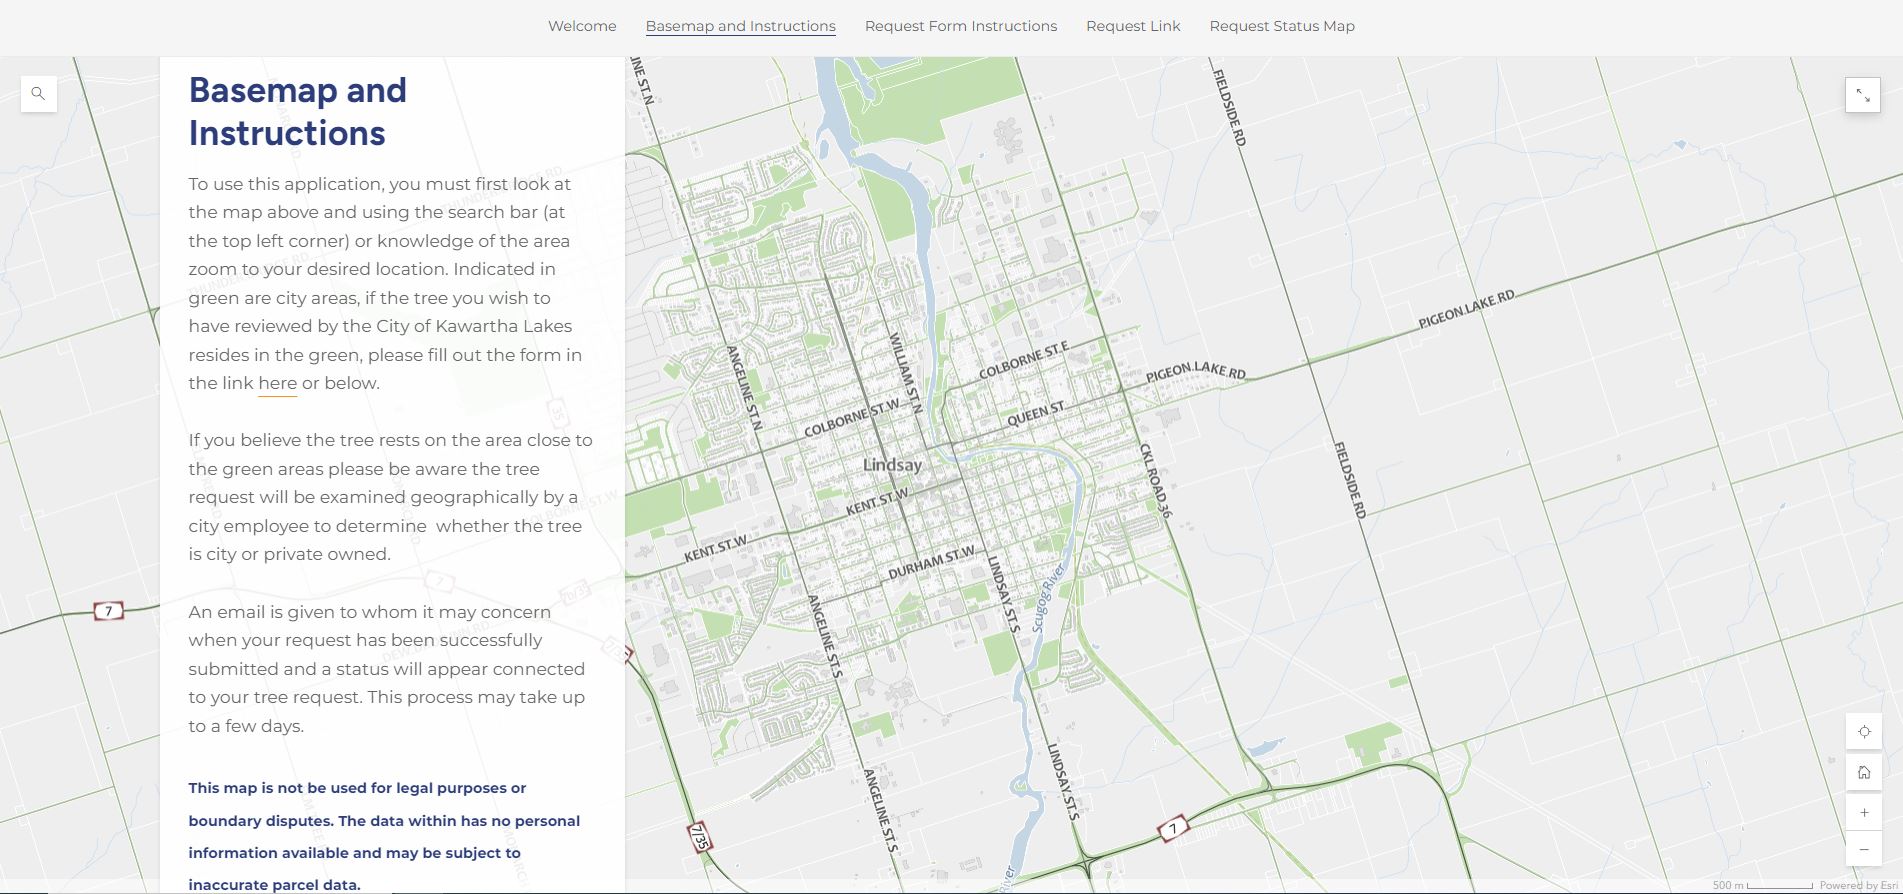 Welcome
Basemap and Instructions
Request Form Instructions
Request Link
Request Status Map
Basemap and
Instructions
To use this application, you must first look at
the map above and using the search bar (at
the top left corner) or knowledge of the area
zoom to your desired location. Indicated in
green are city areas, if the tree you wish to
have reviewed by the City of Kawartha Lakes
resides in the green, please fill out the form in
the link here or below.
If you believe the tree rests on the area close to
the green areas please be aware the tree
request will be examined geographically by a
city employee to determine  whether the tree
is city or private owned.
An email is given to whom it may concern
when your request has been successfully
submitted and a status will appear connected
to your tree request. This process may take up
to a few days.
This map is not be used for legal purposes or
boundary disputes. The data within has no personal
information available and may be subject to
inaccurate parcel data.
FIELDSIDE RD
PIGEON LAKE RD
COLBORNE ST E
PIGEON LAKE RD
WILLIAM ST N
ANGELINE ST N
COLBORNE ST W
QUEEN ST
Lindsay
CKL ROAD 36
FIELDSIDE RD
KENT ST W
KENT ST W
DURHAM ST W
LINDSAY ST S
Scugog River
ANGELINE ST S
7
LINDSAY ST S
ANGELINE ST S
7/35
7
River
500 m
Powered by Esri